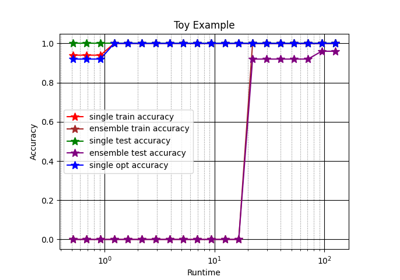 Toy Example
1.0
0.8
0.6
0.4
0.2
0.0
Accuracy
single train accuracy
ensemble train accuracy
single test accuracy
ensemble test accuracy
single opt accuracy
10⁰
10¹
10²
Runtime